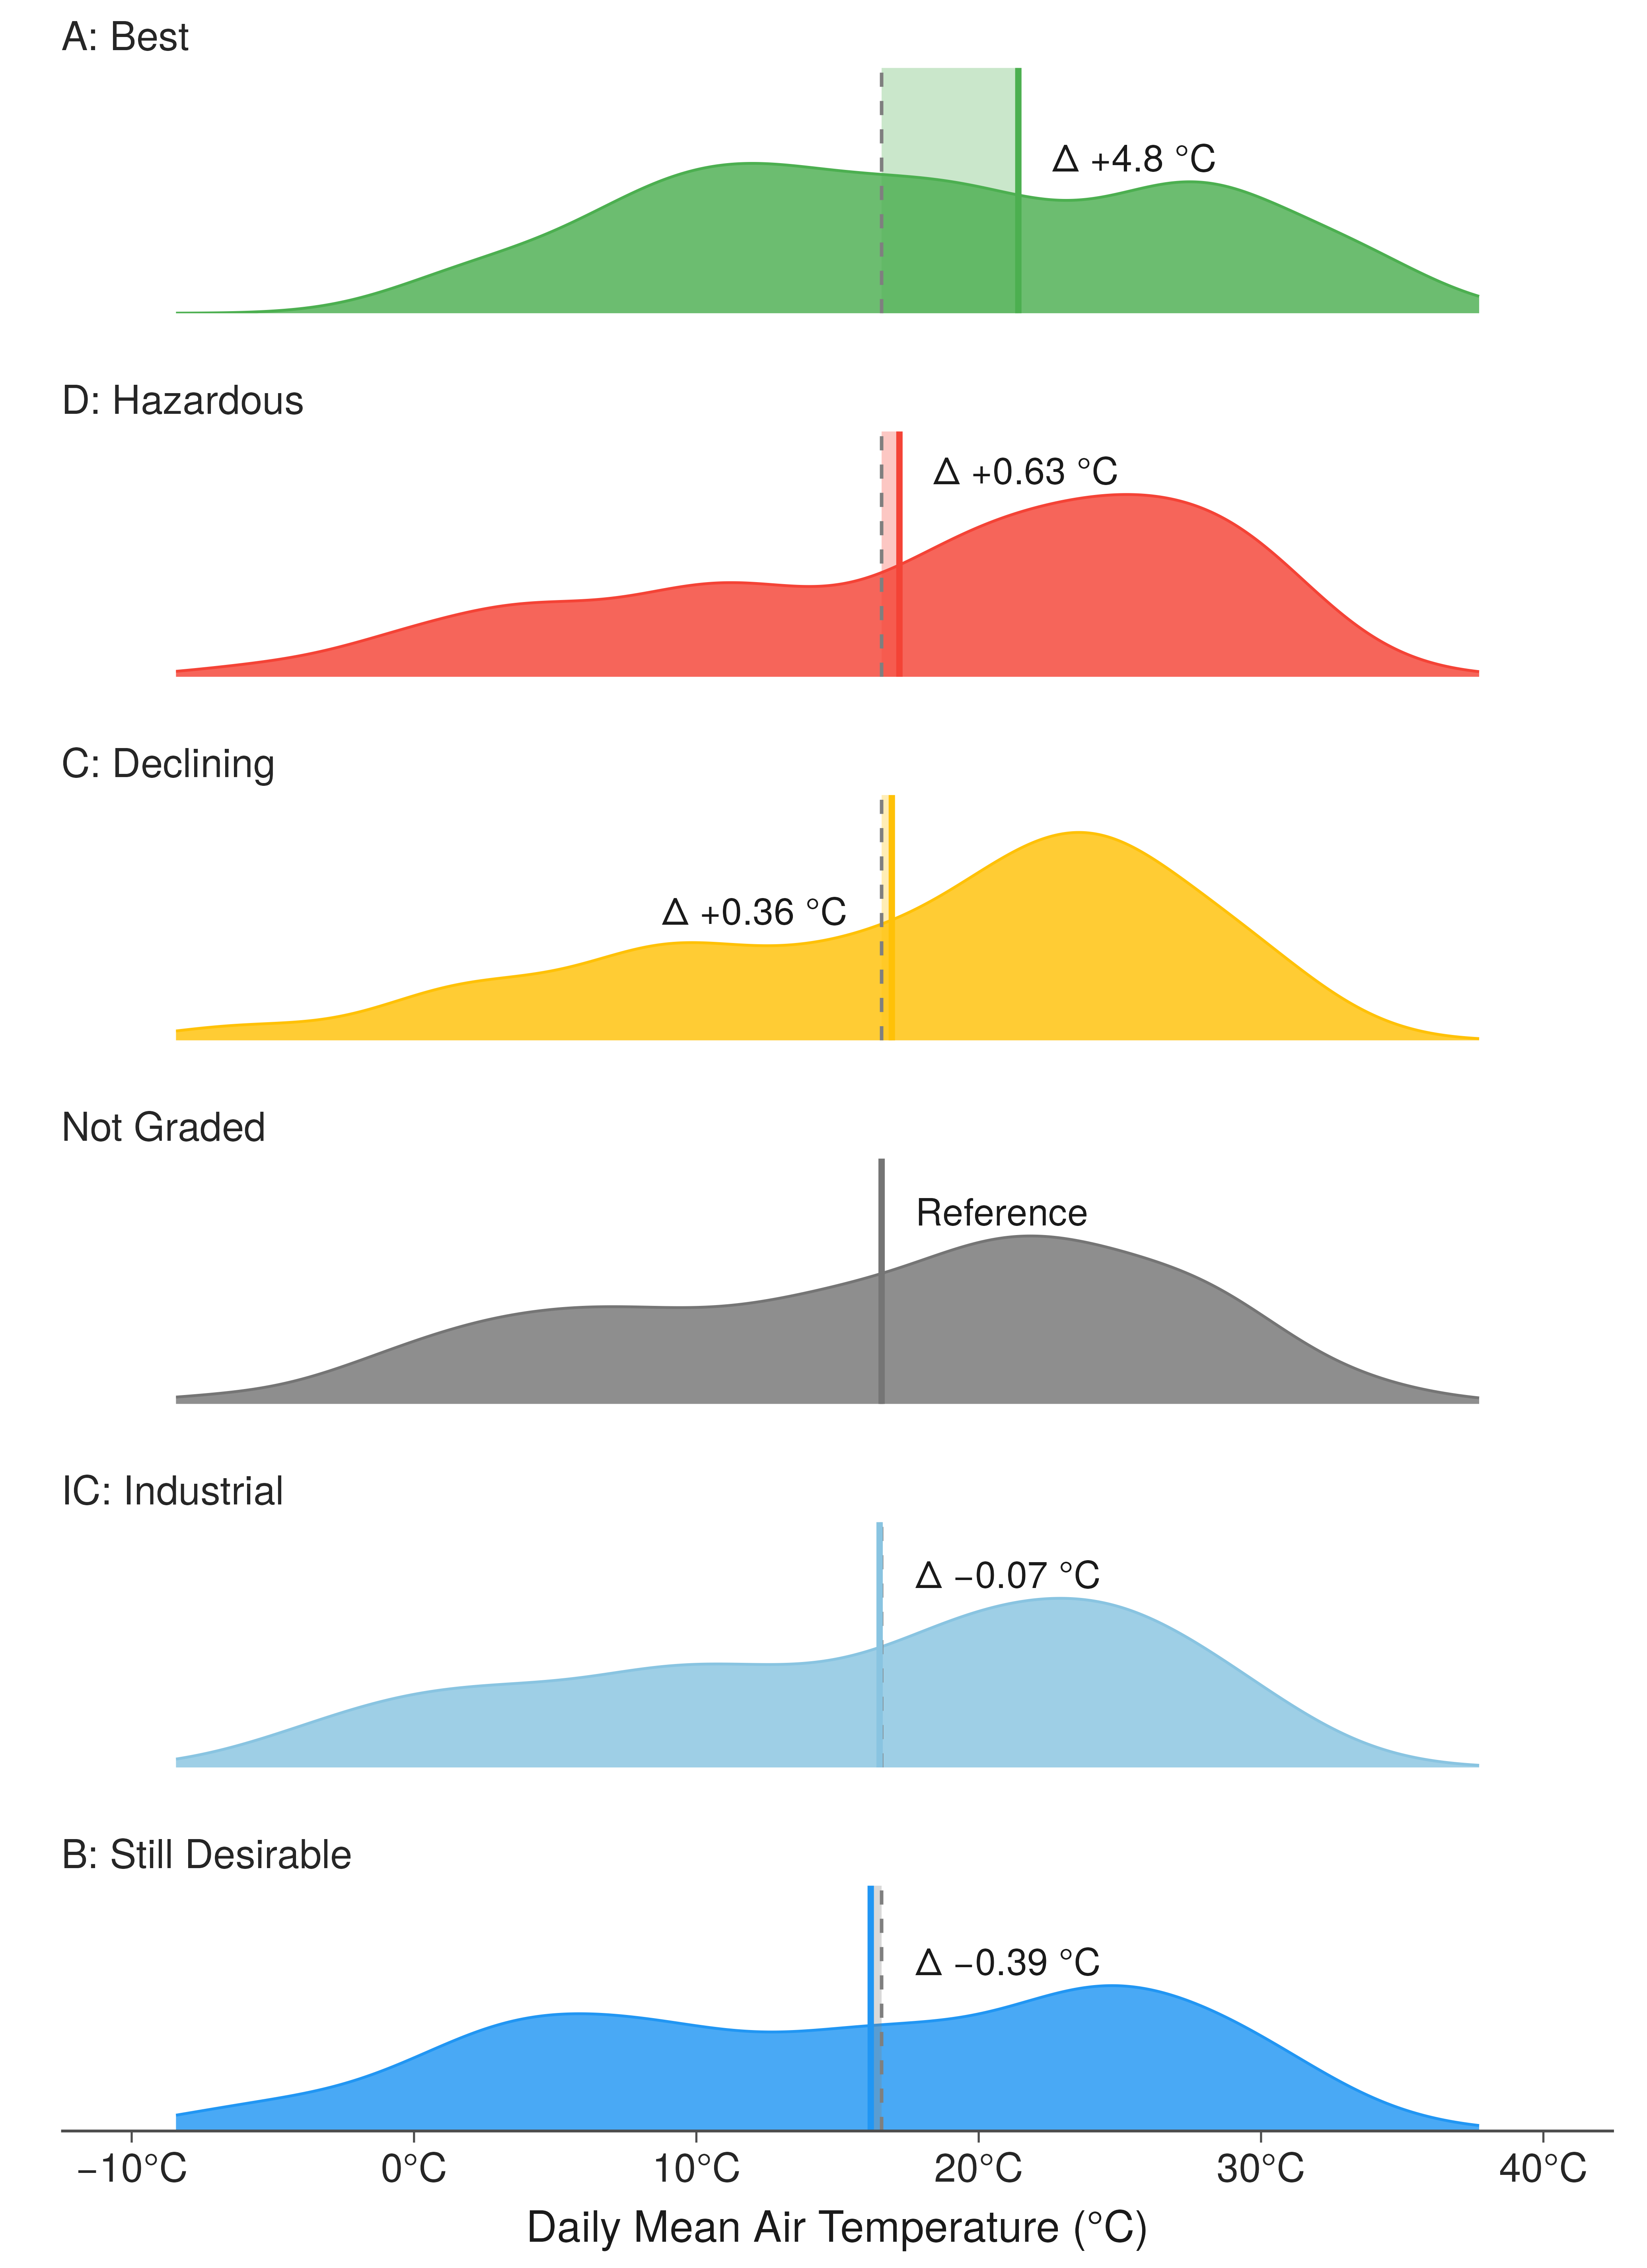 A: Best
Δ +4.8 °C
D: Hazardous
Δ +0.63 °C
C: Declining
Δ +0.36 °C
Not Graded
Reference
IC: Industrial
Δ −0.07 °C
B: Still Desirable
Δ −0.39 °C
−10°C 0°C 10°C 20°C 30°C 40°C
Daily Mean Air Temperature (°C)